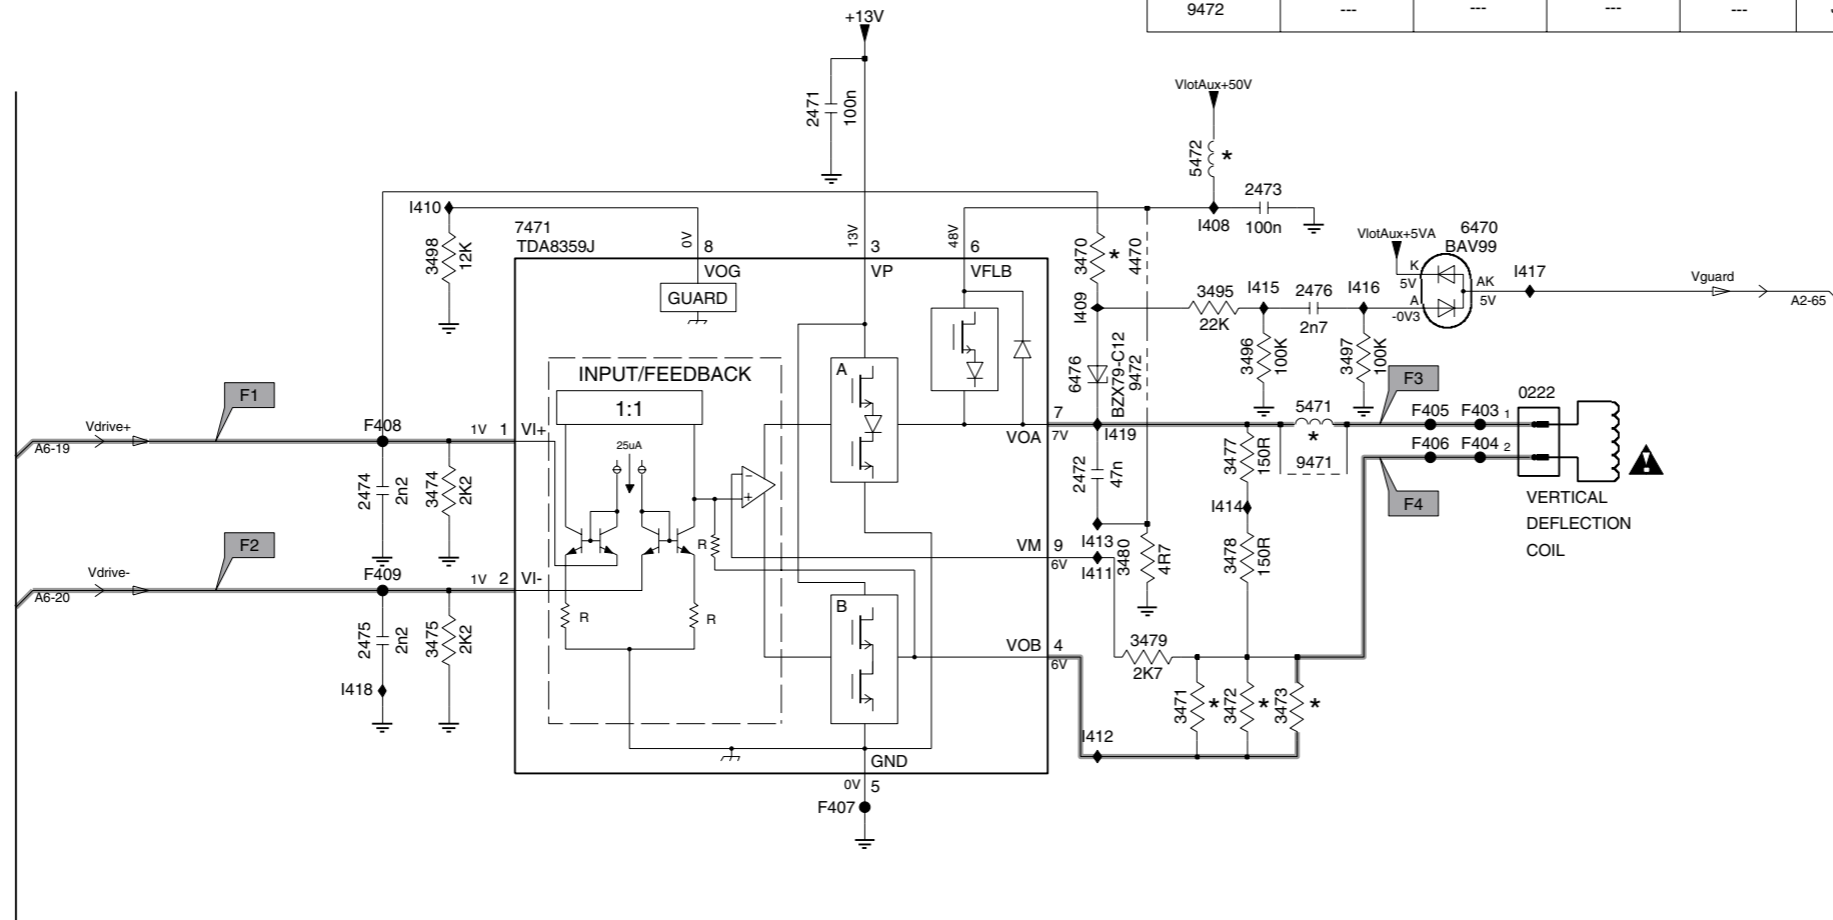 9472 --- --- --- ---
+13V
2471
100n
VlotAux+50V
5472
*
2473
100n
I408
I410
3498
12K
7471
TDA8359J
0V
8
13V
3
48V
6
VOG
VP
VFLB
GUARD
3470
*
4470
VlotAux+5VA
6470
BAV99
K
5V
A
-0V3
AK
5V
I417
Vguard
A2-65
I409
3495
22K
I415
2476
2n7
I416
3496
100K
3497
100K
6476
BZX79-C12
9472
INPUT/FEEDBACK
1:1
25uA
A
F1
Vdrive+
A6-19
F408
1V
1
VI+
2474
2n2
3474
2K2
7
7V
VOA
I419
5471
*
9471
F3
F405
F403
1
0222
F406
F404
2
F4
VERTICAL
DEFLECTION
COIL
2472
47n
3477
150R
I414
3478
150R
-
+
R
F2
Vdrive-
A6-20
F409
1V
2
VI-
VM
9
6V
I413
I411
3480
4R7
2475
2n2
3475
2K2
I418
R
R
B
VOB
4
6V
3479
2K7
3471
*
3472
*
3473
*
I412
GND
0V
5
F407